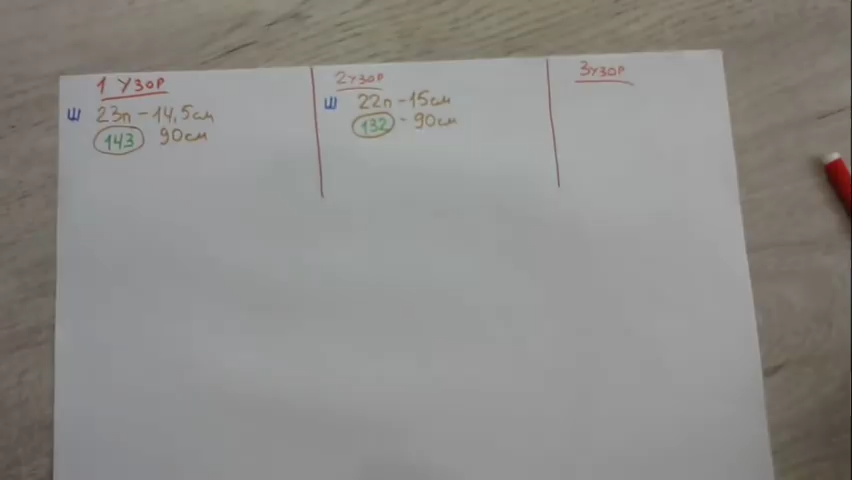 1 УЗОР
Ш 23п - 14,5см
143 90см
2 УЗОР
Ш 22п - 15см
132 - 90см
3 УЗОР